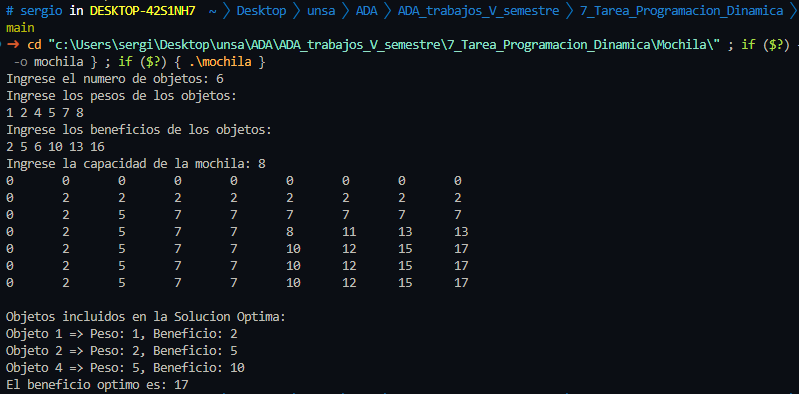 # sergio in DESKTOP-42S1NH7 ~ > Desktop > unsa > ADA > ADA_trabajos_V_semestre > 7_Tarea_Programacion_Dinamica >
main
→ cd "c:\Users\sergi\Desktop\unsa\ADA\ADA_trabajos_V_semestre\7_Tarea_Programacion_Dinamica\Mochila\" ; if ($?) {
-o mochila } ; if ($?) { .\mochila }
Ingrese el numero de objetos: 6
Ingrese los pesos de los objetos:
1 2 4 5 7 8
Ingrese los beneficios de los objetos:
2 5 6 10 13 16
Ingrese la capacidad de la mochila: 8
0 0 0 0 0 0 0 0 0
0 2 2 2 2 2 2 2 2
0 2 5 7 7 7 7 7 7
0 2 5 7 7 8 11 13 13
0 2 5 7 7 10 12 15 17
0 2 5 7 7 10 12 15 17
0 2 5 7 7 10 12 15 17
Objetos incluidos en la Solucion Optima:
Objeto 1 => Peso: 1, Beneficio: 2
Objeto 2 => Peso: 2, Beneficio: 5
Objeto 4 => Peso: 5, Beneficio: 10
El beneficio optimo es: 17